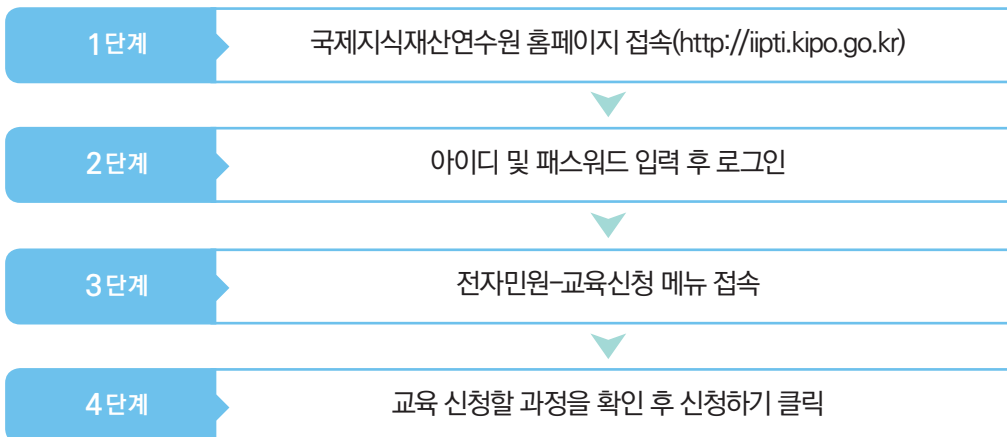 1단계
국제지식재산연수원 홈페이지 접속(http://iipti.kipo.go.kr)
2단계
아이디 및 패스워드 입력 후 로그인
3단계
전자민원-교육신청 메뉴 접속
4단계
교육 신청할 과정을 확인 후 신청하기 클릭